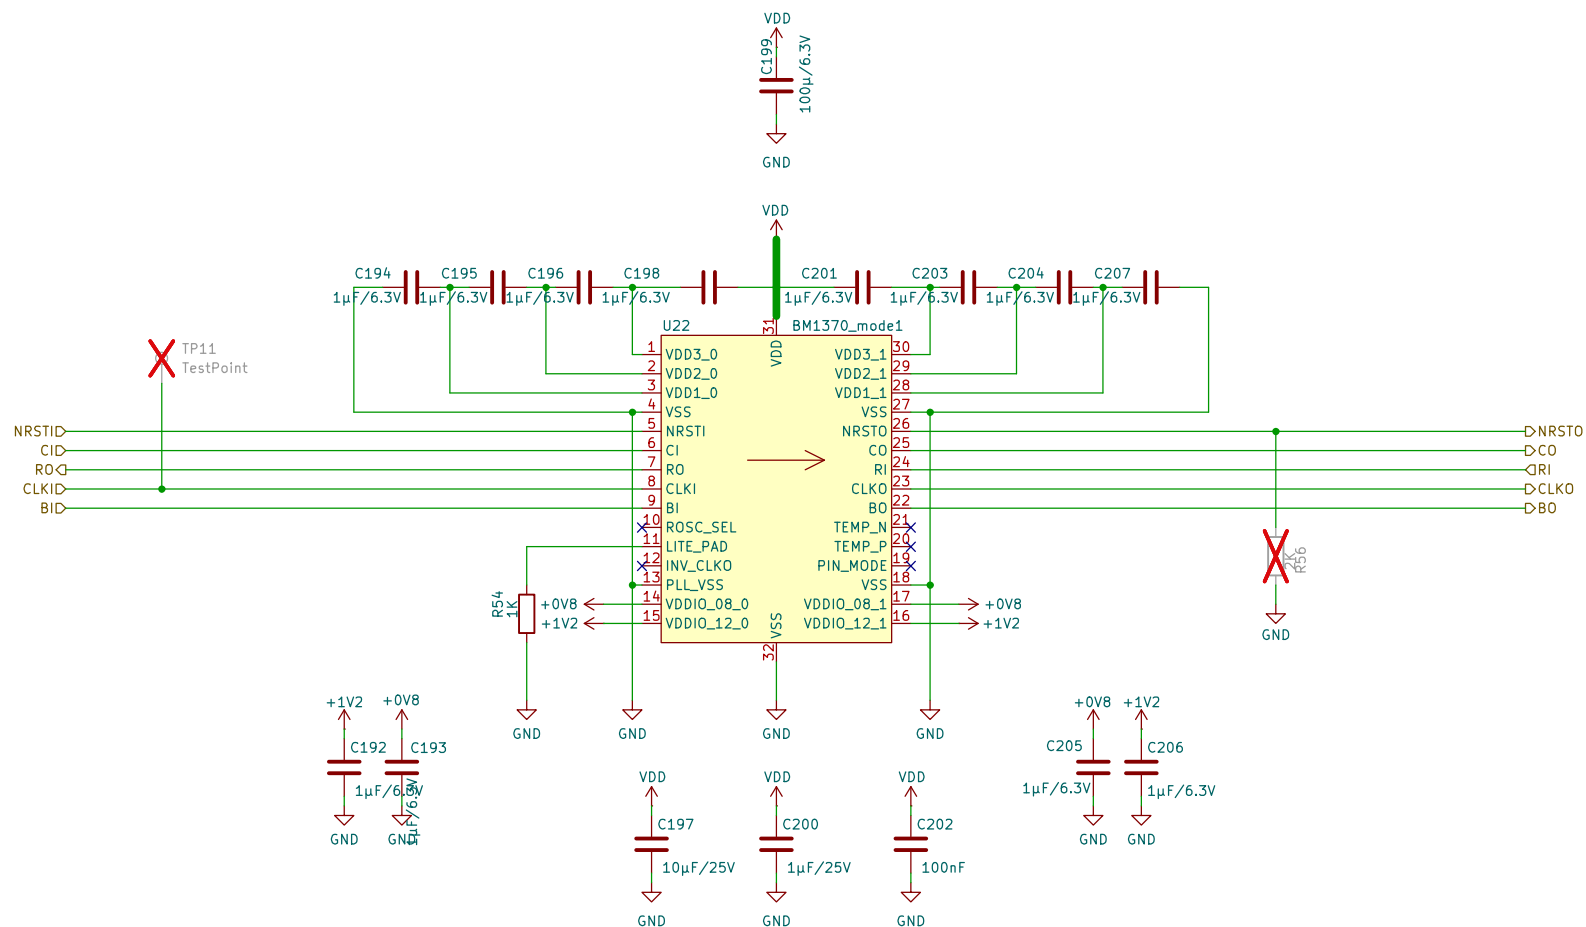 VDD
C199
100µ/6.3V
GND
VDD
C194
C195
C196
C198
C201
C203
C204
C207
1µF/6.3V
1µF/6.3V
1µF/6.3V
1µF/6.3V
1µF/6.3V
1µF/6.3V
1µF/6.3V
1µF/6.3V
U22
31
BM1370_mode1
TP11
TestPoint
VDD
1 VDD3_0
VDD3_1 30
2 VDD2_0
VDD2_1 29
3 VDD1_0
VDD1_1 28
4 VSS
VSS 27
NRSTI
5 NRSTI
NRSTO 26
NRSTO
CI
6 CI
CO 25
CO
RO
7 RO
RI 24
RI
CLKI
8 CLKI
CLKO 23
CLKO
BI
9 BI
BO 22
BO
10 ROSC_SEL
TEMP_N 21
11 LITE_PAD
TEMP_P 20
12 INV_CLKO
PIN_MODE 19
13 PLL_VSS
VSS 18
+0V8
14 VDDIO_08_0
VDDIO_08_1 17
+0V8
+1V2
15 VDDIO_12_0
VDDIO_12_1 16
+1V2
VSS
32
R54
1K
2K
R56
GND
GND
GND
GND
GND
+1V2
C192
1µF/6.3V
GND
+0V8
C193
1µF/6.3V
GND
VDD
C197
10µF/25V
GND
VDD
C200
1µF/25V
GND
VDD
C202
100nF
GND
+0V8
C205
1µF/6.3V
GND
+1V2
C206
1µF/6.3V
GND